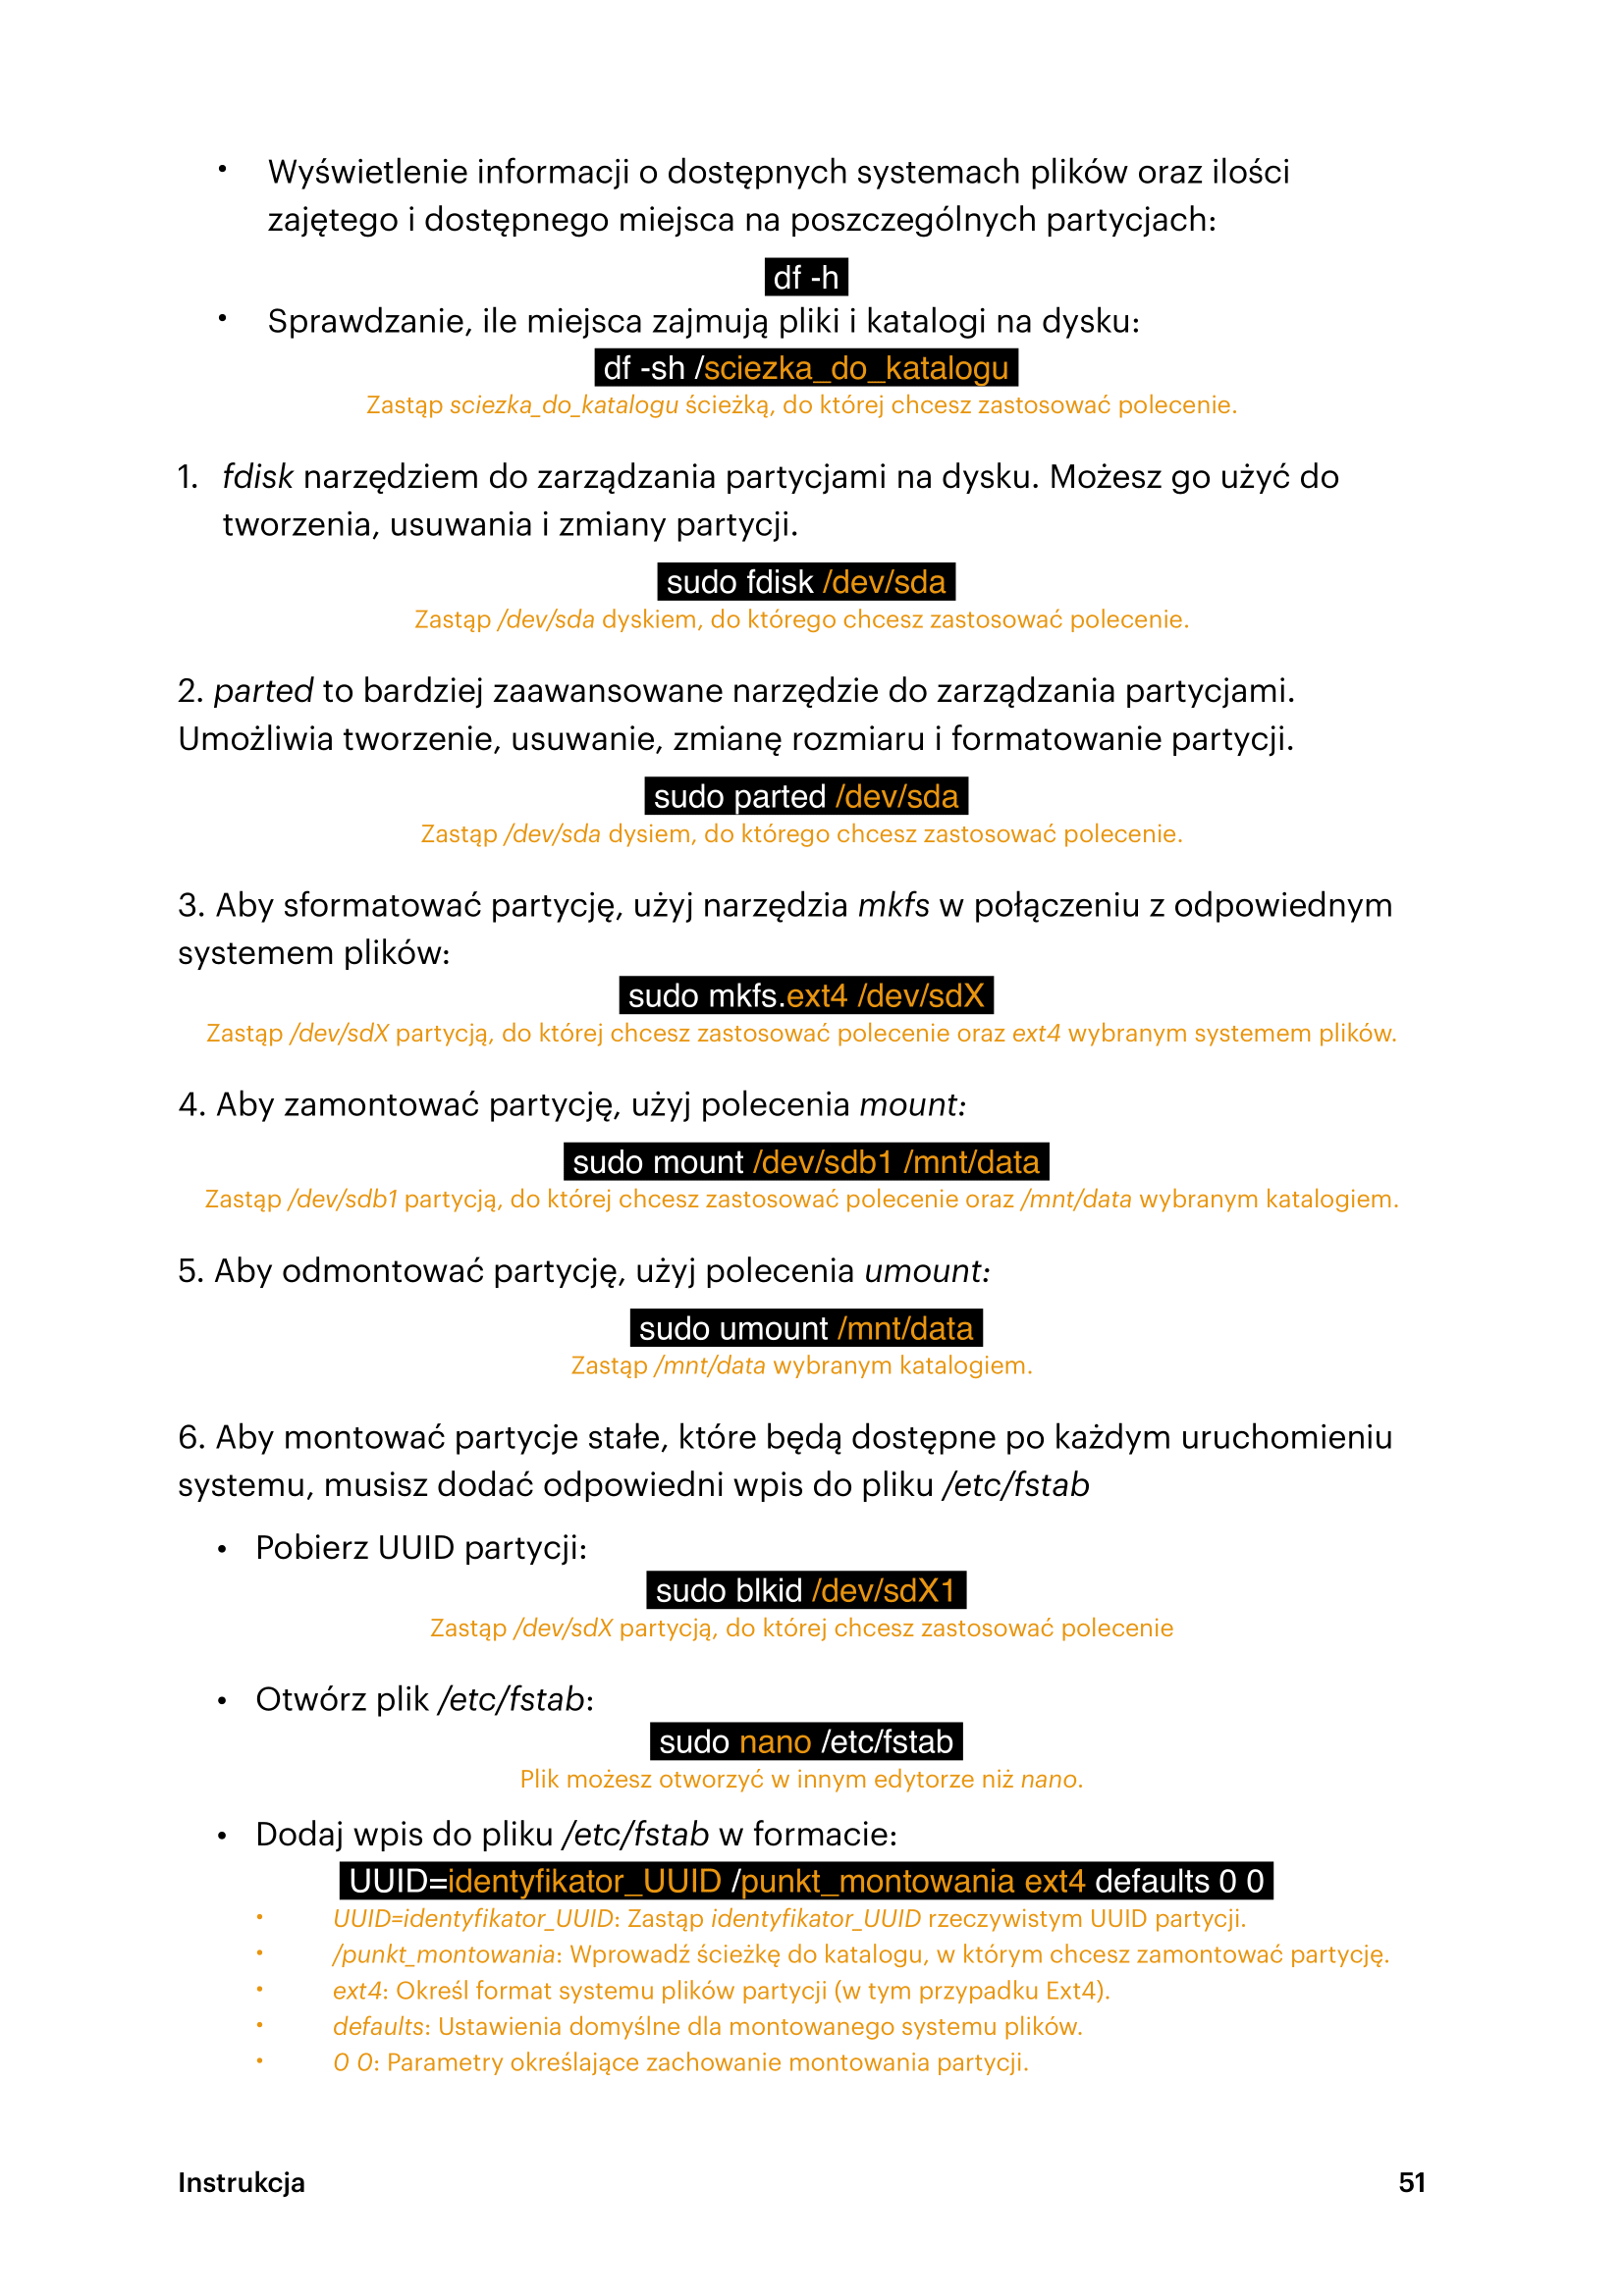 • Wyświetlenie informacji o dostępnych systemach plików oraz ilości
zajętego i dostępnego miejsca na poszczególnych partycjach:
df -h
• Sprawdzanie, ile miejsca zajmują pliki i katalogi na dysku:
df -sh /sciezka_do_katalogu
Zastąp sciezka_do_katalogu ścieżką, do której chcesz zastosować polecenie.
1. fdisk narzędziem do zarządzania partycjami na dysku. Możesz go użyć do
tworzenia, usuwania i zmiany partycji.
sudo fdisk /dev/sda
Zastąp /dev/sda dyskiem, do którego chcesz zastosować polecenie.
2. parted to bardziej zaawansowane narzędzie do zarządzania partycjami.
Umożliwia tworzenie, usuwanie, zmianę rozmiaru i formatowanie partycji.
sudo parted /dev/sda
Zastąp /dev/sda dysiem, do którego chcesz zastosować polecenie.
3. Aby sformatować partycję, użyj narzędzia mkfs w połączeniu z odpowiednym
systemem plików:
sudo mkfs.ext4 /dev/sdX
Zastąp /dev/sdX partycją, do której chcesz zastosować polecenie oraz ext4 wybranym systemem plików.
4. Aby zamontować partycję, użyj polecenia mount:
sudo mount /dev/sdb1 /mnt/data
Zastąp /dev/sdb1 partycją, do której chcesz zastosować polecenie oraz /mnt/data wybranym katalogiem.
5. Aby odmontować partycję, użyj polecenia umount:
sudo umount /mnt/data
Zastąp /mnt/data wybranym katalogiem.
6. Aby montować partycje stałe, które będą dostępne po każdym uruchomieniu
systemu, musisz dodać odpowiedni wpis do pliku /etc/fstab
• Pobierz UUID partycji:
sudo blkid /dev/sdX1
Zastąp /dev/sdX partycją, do której chcesz zastosować polecenie
• Otwórz plik /etc/fstab:
sudo nano /etc/fstab
Plik możesz otworzyć w innym edytorze niż nano.
• Dodaj wpis do pliku /etc/fstab w formacie:
UUID=identyfikator_UUID /punkt_montowania ext4 defaults 0 0
• UUID=identyfikator_UUID: Zastąp identyfikator_UUID rzeczywistym UUID partycji.
• /punkt_montowania: Wprowadź ścieżkę do katalogu, w którym chcesz zamontować partycję.
• ext4: Określ format systemu plików partycji (w tym przypadku Ext4).
• defaults: Ustawienia domyślne dla montowanego systemu plików.
• 0 0: Parametry określające zachowanie montowania partycji.
Instrukcja 51